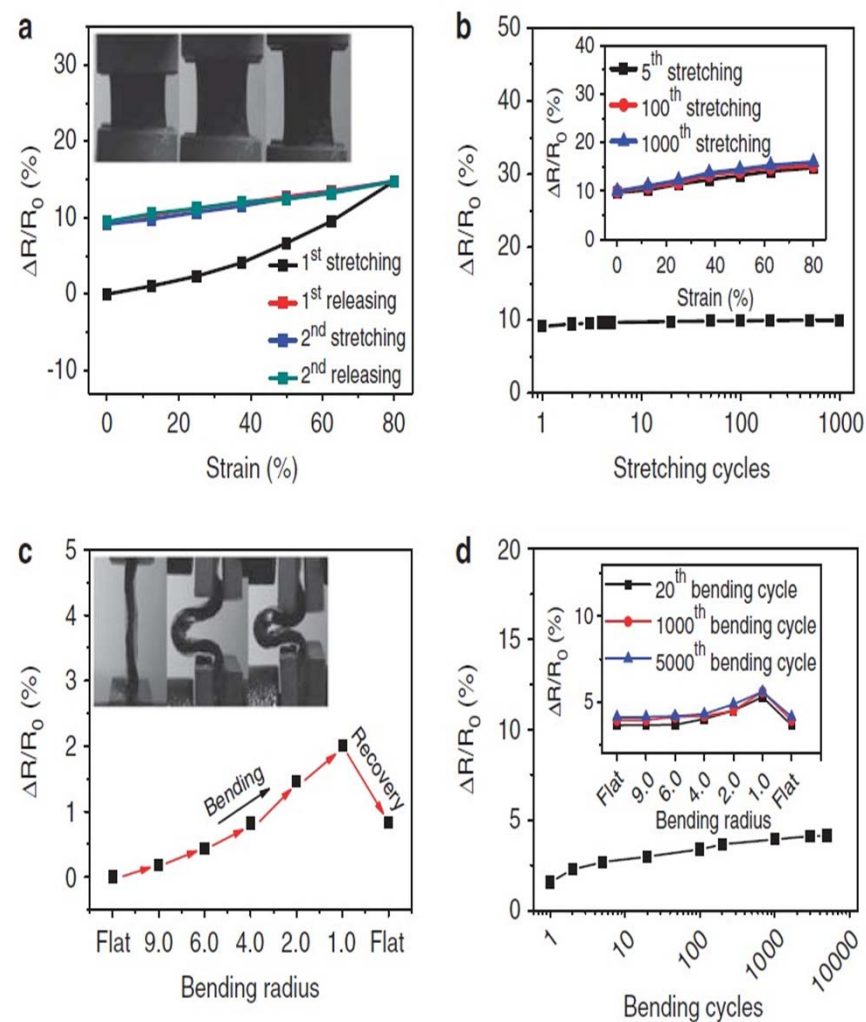 a
ΔR/R0 (%)
30
20
10
0
-10
1st stretching
1st releasing
2nd stretching
2nd releasing
0 20 40 60 80
Strain (%)
b
ΔR/R0 (%)
50
45
40
35
30
25
20
15
10
5
0
ΔR/R0 (%)
40
30
20
10
0
5th stretching
100th stretching
1000th stretching
0 20 40 60 80
Strain (%)
1 10 100 1000
Stretching cycles
c
ΔR/R0 (%)
5
4
3
2
1
0
Bending
Recovery
Flat 9.0 6.0 4.0 2.0 1.0 Flat
Bending radius
d
ΔR/R0 (%)
20
15
10
5
0
ΔR/R0 (%)
10
5
20th bending cycle
1000th bending cycle
5000th bending cycle
Flat 9.0 6.0 4.0 2.0 1.0 Flat
Bending radius
1 10 100 1000 10000
Bending cycles